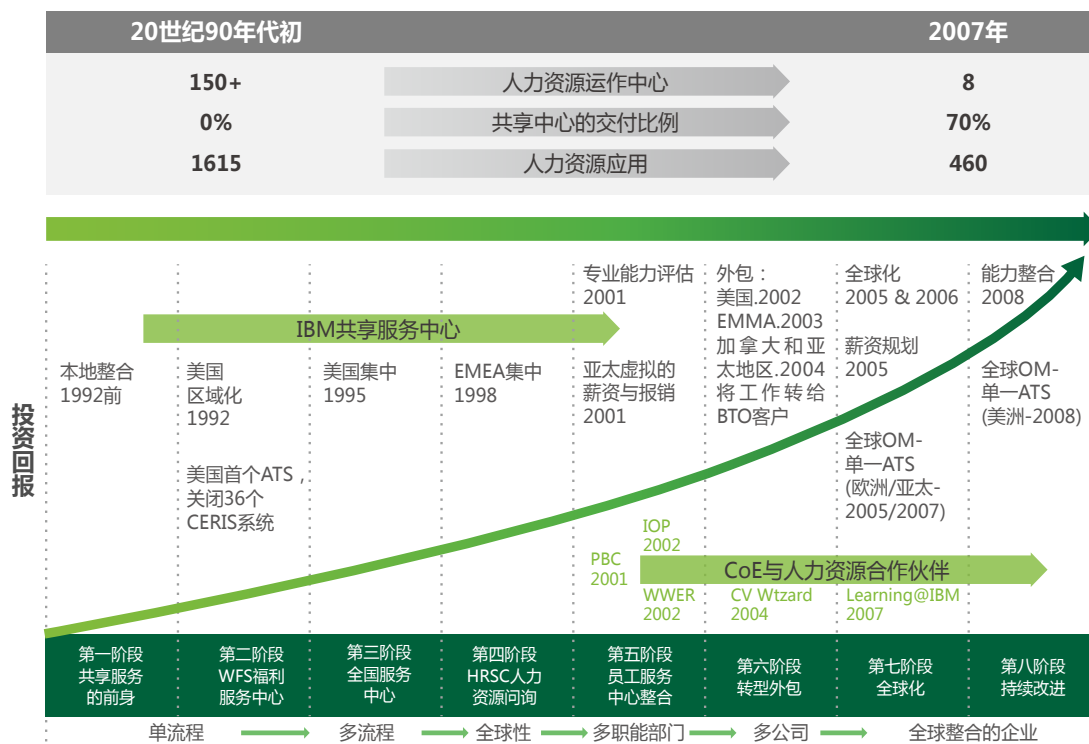 20世纪90年代初
2007年
150+
人力资源运作中心
8
0%
共享中心的交付比例
70%
1615
人力资源应用
460
投资回报
IBM共享服务中心
本地整合
1992前
美国
区域化
1992
美国首个ATS，
关闭36个
CERIS系统
美国集中
1995
EMEA集中
1998
专业能力评估
2001
亚太虚拟的
薪资与报销
2001
外包：
美国.2002
EMMA.2003
加拿大和亚
太地区.2004
将工作转给
BTO客户
全球化
2005 & 2006
薪资规划
2005
全球OM-
单一ATS
(欧洲/亚太-
2005/2007)
能力整合
2008
全球OM-
单一ATS
(美洲-2008)
PBC
2001
IOP
2002
CoE与人力资源合作伙伴
WWER
2002
CV Wtzard
2004
Learning@IBM
2007
第一阶段
共享服务
的前身
第二阶段
WFS福利
服务中心
第三阶段
全国服务
中心
第四阶段
HRSC人力
资源问询
第五阶段
员工服务
中心整合
第六阶段
转型外包
第七阶段
全球化
第八阶段
持续改进
单流程
多流程
全球性
多职能部门
多公司
全球整合的企业